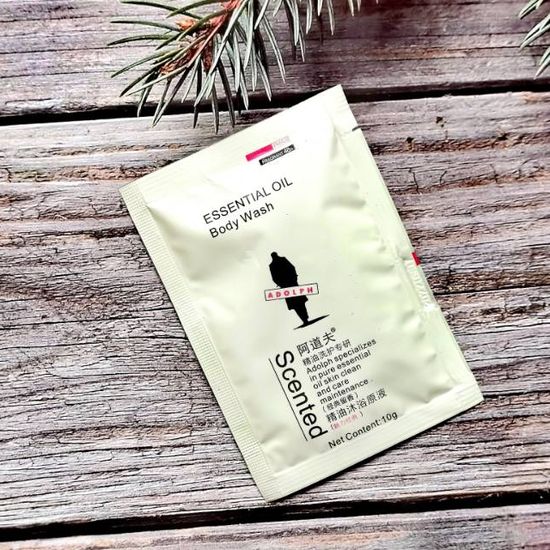 ESSENTIAL OIL
Body Wash
ADOLPH
阿道夫®
精油洗护专研
Adolph specializes
in pure essential
oil skin clean
and care
maintenance.
Scented
精油沐浴原液
Net Content:10g